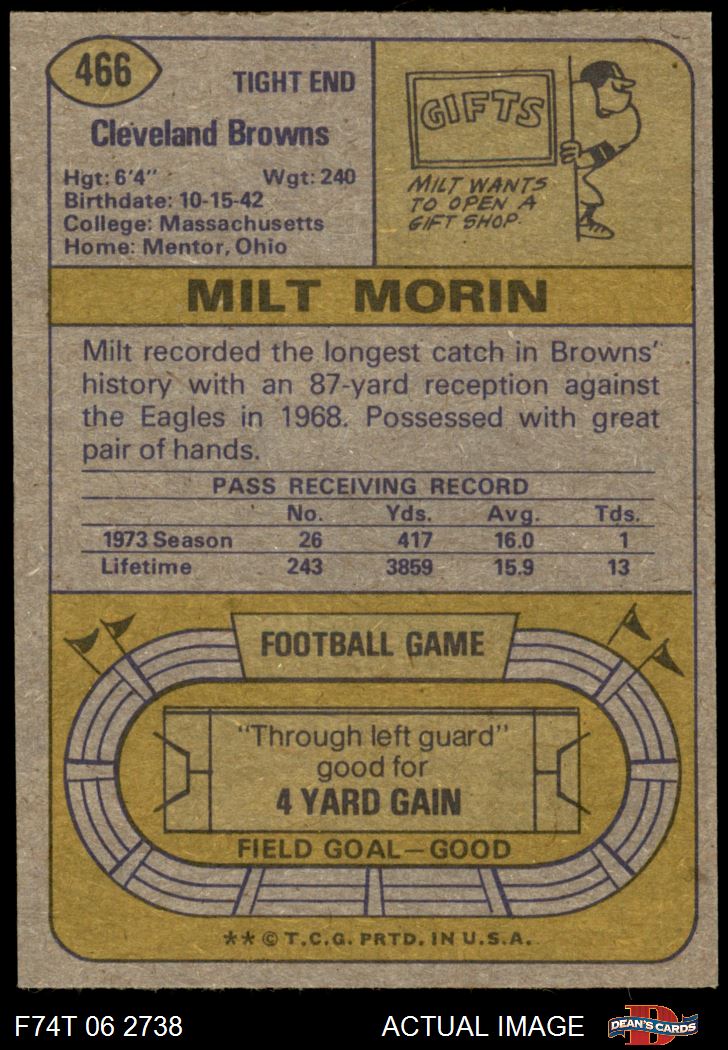 466
TIGHT END
Cleveland Browns
Hgt: 6'4" Wgt: 240
Birthdate: 10-15-42
College: Massachusetts
Home: Mentor, Ohio
GIFTS
MILT WANTS
TO OPEN A
GIFT SHOP.
MILT MORIN
Milt recorded the longest catch in Browns'
history with an 87-yard reception against
the Eagles in 1968. Possessed with great
pair of hands.
PASS RECEIVING RECORD
No. Yds. Avg. Tds.
1973 Season 26 417 16.0 1
Lifetime 243 3859 15.9 13
FOOTBALL GAME
"Through left guard"
good for
4 YARD GAIN
FIELD GOAL—GOOD
** © T.C.G. PRTD. IN U.S.A.
F74T 06 2738 ACTUAL IMAGE
D
DEAN'S CARDS